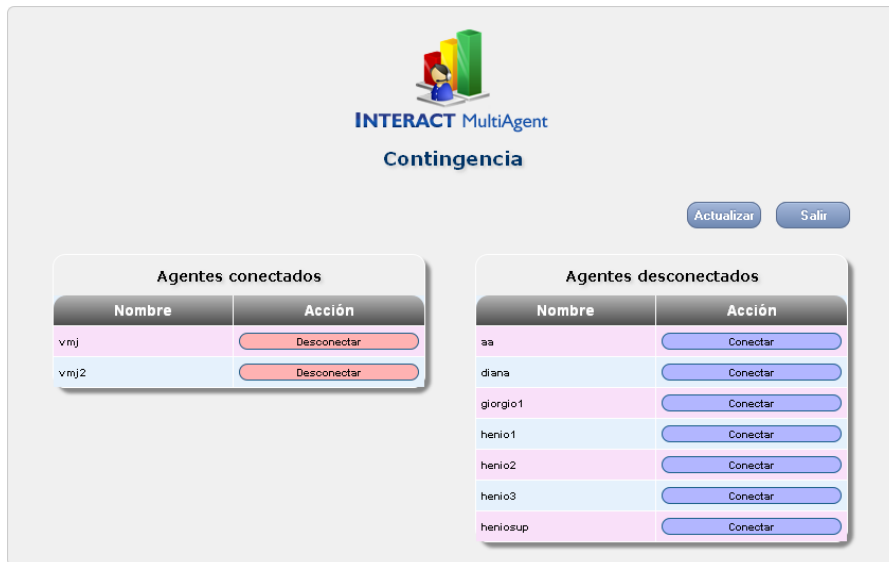 INTERACT MultiAgent
Contingencia
Actualizar Salir
Agentes conectados
Nombre Acción
vmj Desconectar
vmj2 Desconectar
Agentes desconectados
Nombre Acción
aa Conectar
diana Conectar
giorgio1 Conectar
henio1 Conectar
henio2 Conectar
henio3 Conectar
heniosup Conectar